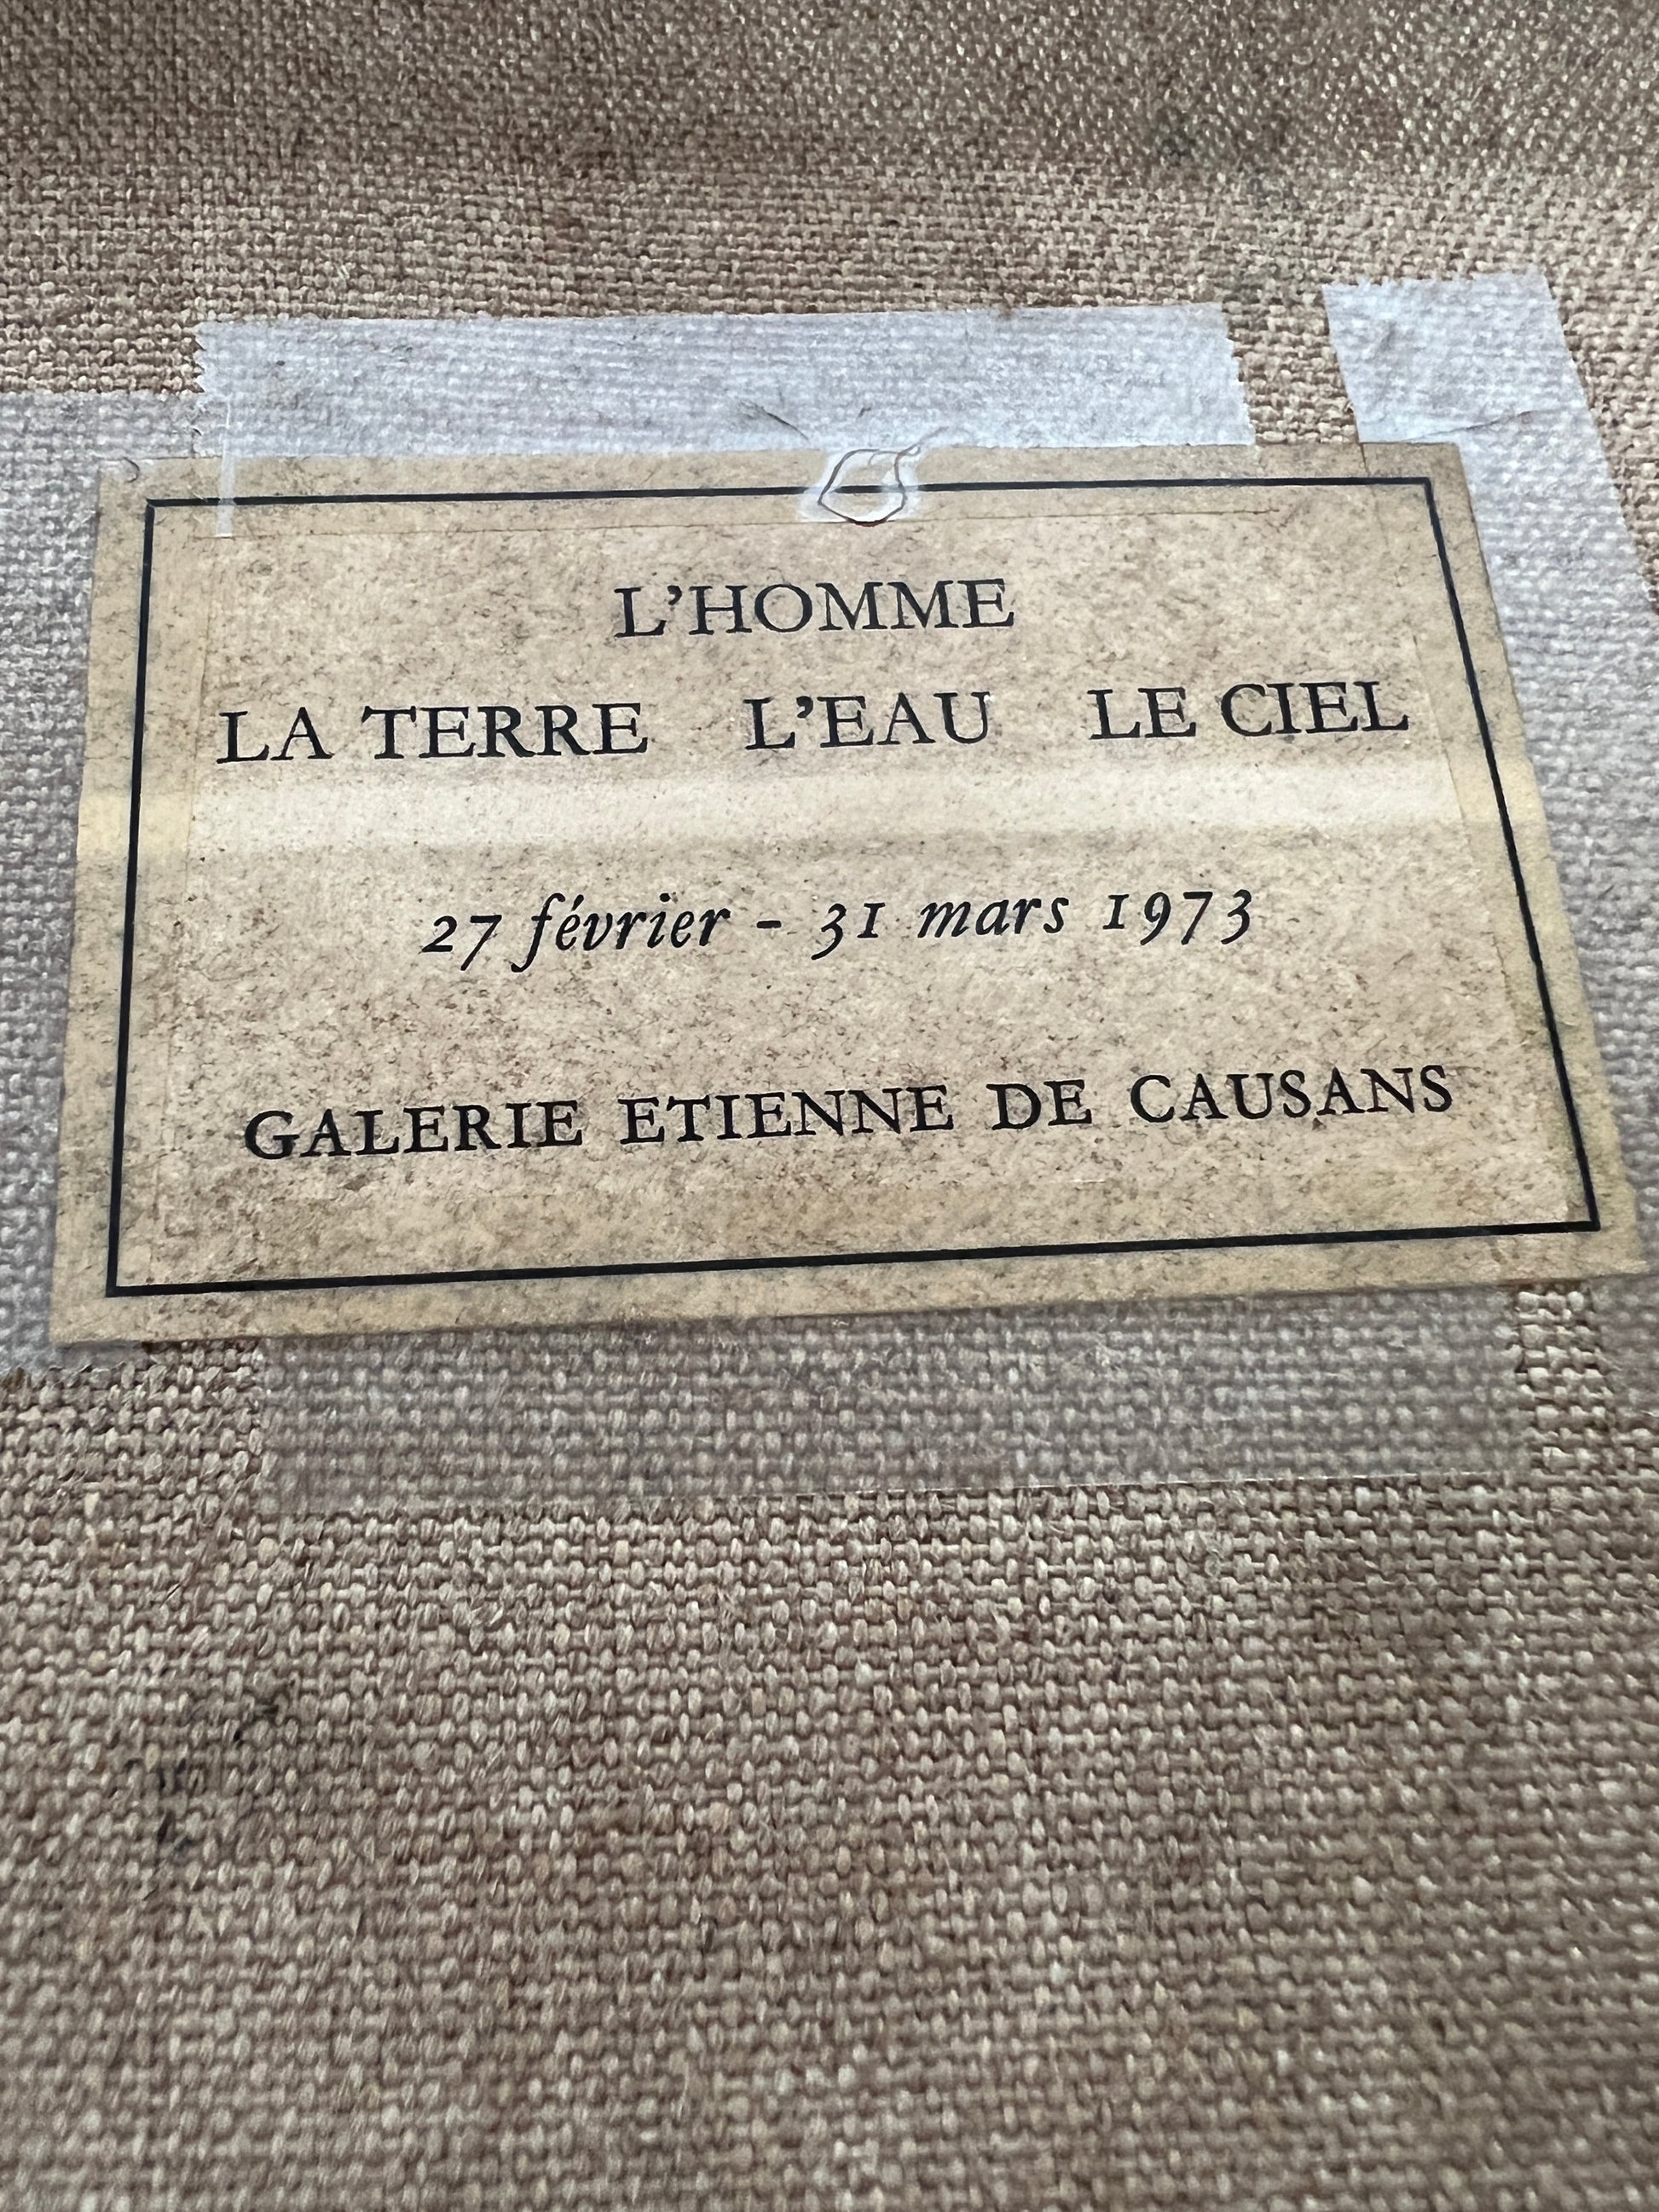 L'HOMME
LA TERRE L'EAU LE CIEL
27 février - 31 mars 1973
GALERIE ETIENNE DE CAUSANS